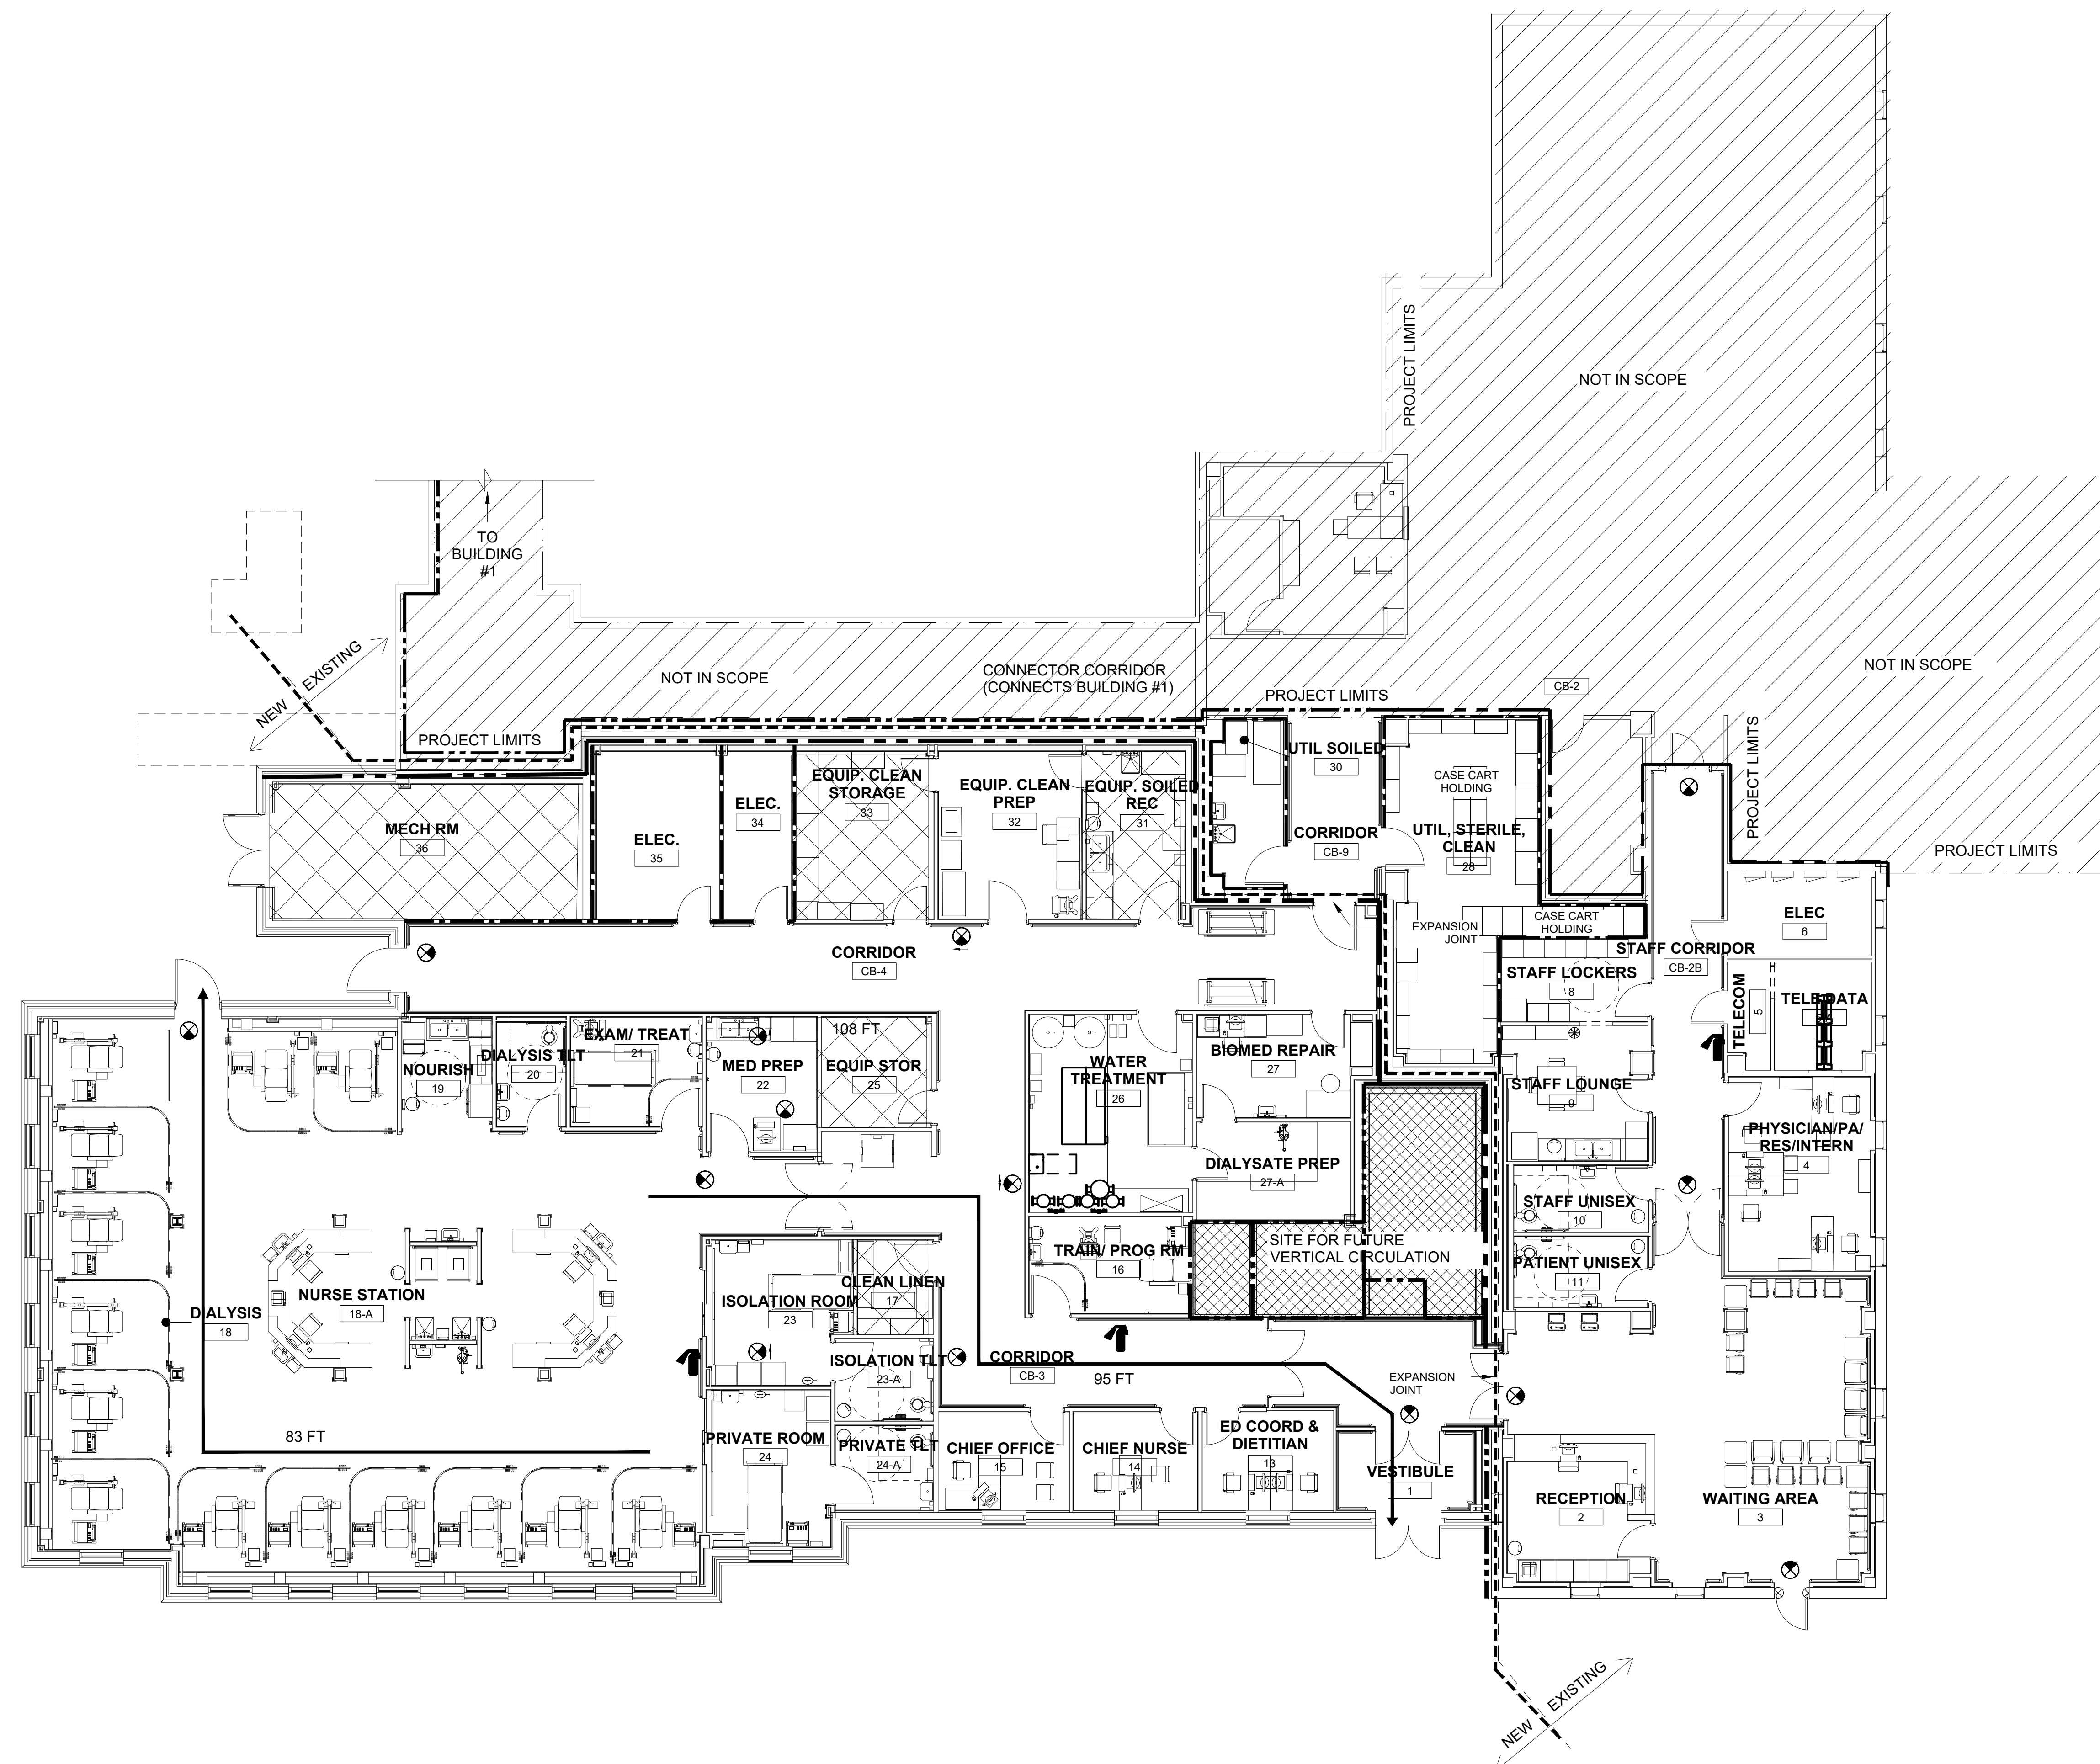 NOT IN SCOPE
PROJECT LIMITS
TO
BUILDING
#1
NEW
EXISTING
NOT IN SCOPE
CONNECTOR CORRIDOR
(CONNECTS BUILDING #1)
PROJECT LIMITS
CB-2
NOT IN SCOPE
PROJECT LIMITS
PROJECT LIMITS
PROJECT LIMITS
MECH RM
36
ELEC.
35
ELEC.
34
EQUIP. CLEAN
STORAGE
33
EQUIP. CLEAN
PREP
32
EQUIP. SOILED
REC
31
UTIL SOILED
30
CORRIDOR
CB-9
CASE CART
HOLDING
UTIL, STERILE,
CLEAN
28
EXPANSION
JOINT
CASE CART
HOLDING
ELEC
6
STAFF CORRIDOR
CB-2B
CORRIDOR
CB-4
STAFF LOCKERS
8
TELECOM
5
TELEDATA
108 FT
NOURISH
19
DIALYSIS TLT
20
EXAM/ TREAT
21
MED PREP
22
EQUIP STOR
25
WATER
TREATMENT
26
BIOMED REPAIR
27
STAFF LOUNGE
9
PHYSICIAN/PA/
RES/INTERN
4
DIALYSATE PREP
27-A
STAFF UNISEX
10
SITE FOR FUTURE
VERTICAL CIRCULATION
TRAIN/ PROG RM
16
PATIENT UNISEX
11
DIALYSIS
18
NURSE STATION
18-A
ISOLATION ROOM
23
CLEAN LINEN
17
ISOLATION TLT
23-A
CORRIDOR
CB-3
95 FT
EXPANSION
JOINT
83 FT
PRIVATE ROOM
24
PRIVATE TLT
24-A
CHIEF OFFICE
15
CHIEF NURSE
14
ED COORD &
DIETITIAN
13
VESTIBULE
1
RECEPTION
2
WAITING AREA
3
NEW
EXISTING